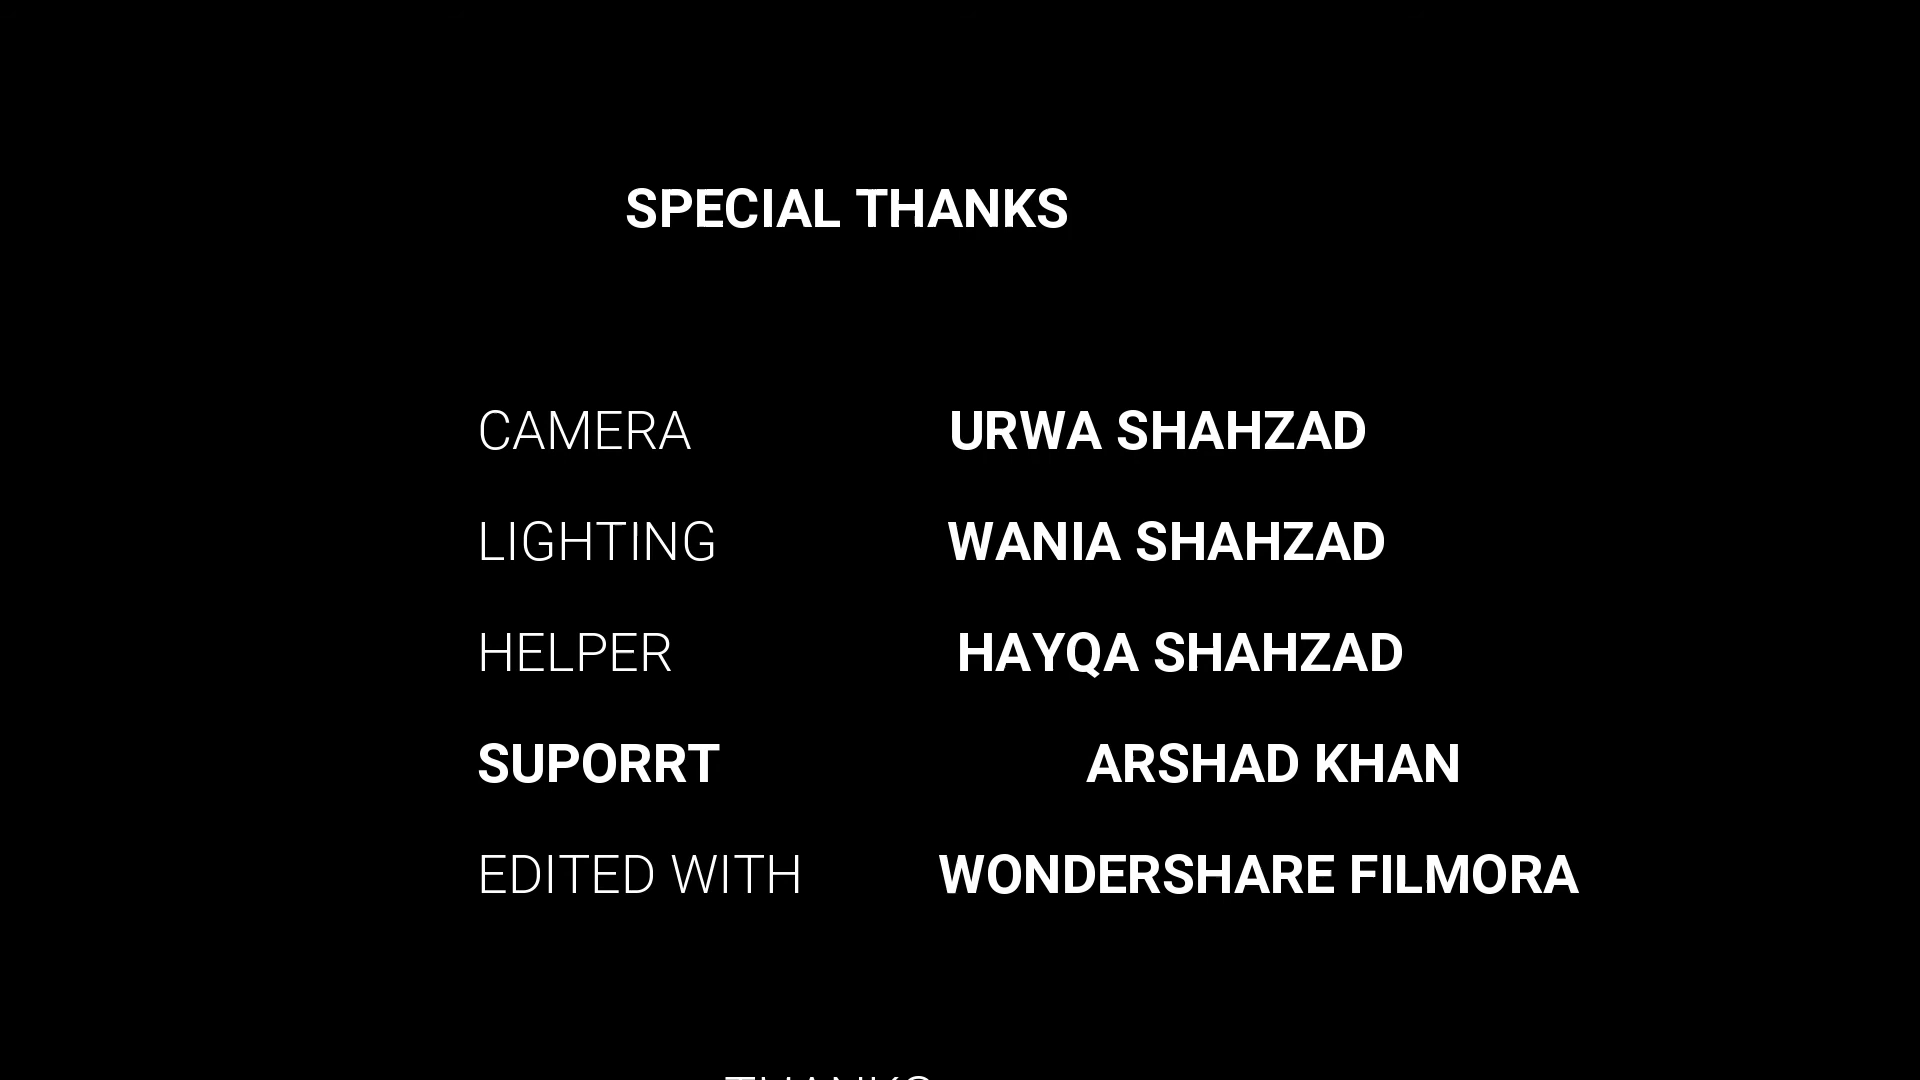 SPECIAL THANKS
CAMERA URWA SHAHZAD
LIGHTING WANIA SHAHZAD
HELPER HAYQA SHAHZAD
SUPORRT ARSHAD KHAN
EDITED WITH WONDERSHARE FILMORA